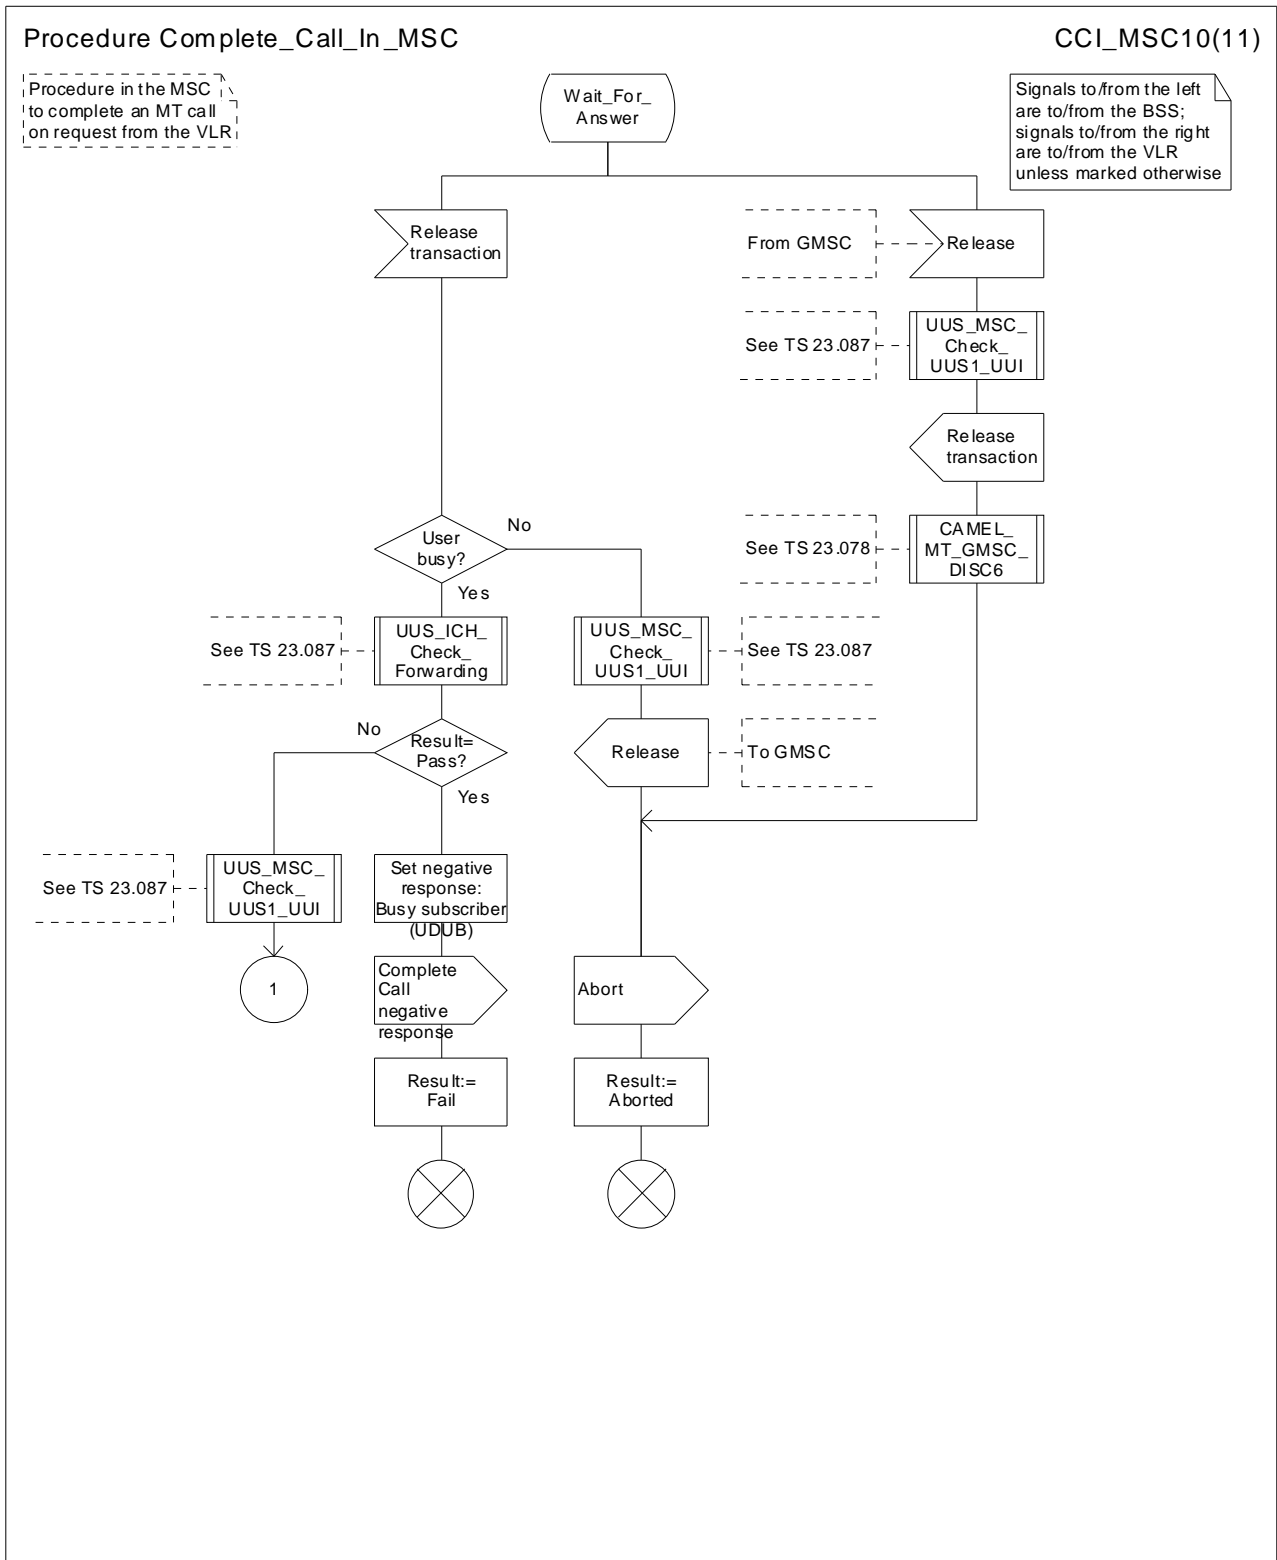 Procedure Complete_Call_In_MSC
CCI_MSC10(11)
Procedure in the MSC
to complete an MT call
on request from the VLR
Wait_For_
Answer
Signals to/from the left
are to/from the BSS;
signals to/from the right
are to/from the VLR
unless marked otherwise
Release
transaction
From GMSC
Release
See TS 23.087
UUS_MSC_
Check_
UUS1_UUI
Release
transaction
User
busy?
No
Yes
See TS 23.078
CAMEL_
MT_GMSC_
DISC6
See TS 23.087
UUS_ICH_
Check_
Forwarding
UUS_MSC_
Check_
UUS1_UUI
See TS 23.087
No
Result=
Pass?
Yes
Release
To GMSC
See TS 23.087
UUS_MSC_
Check_
UUS1_UUI
Set negative
response:
Busy subscriber
(UDUB)
1
Complete
Call
negative
response
Abort
Result:=
Fail
Result:=
Aborted